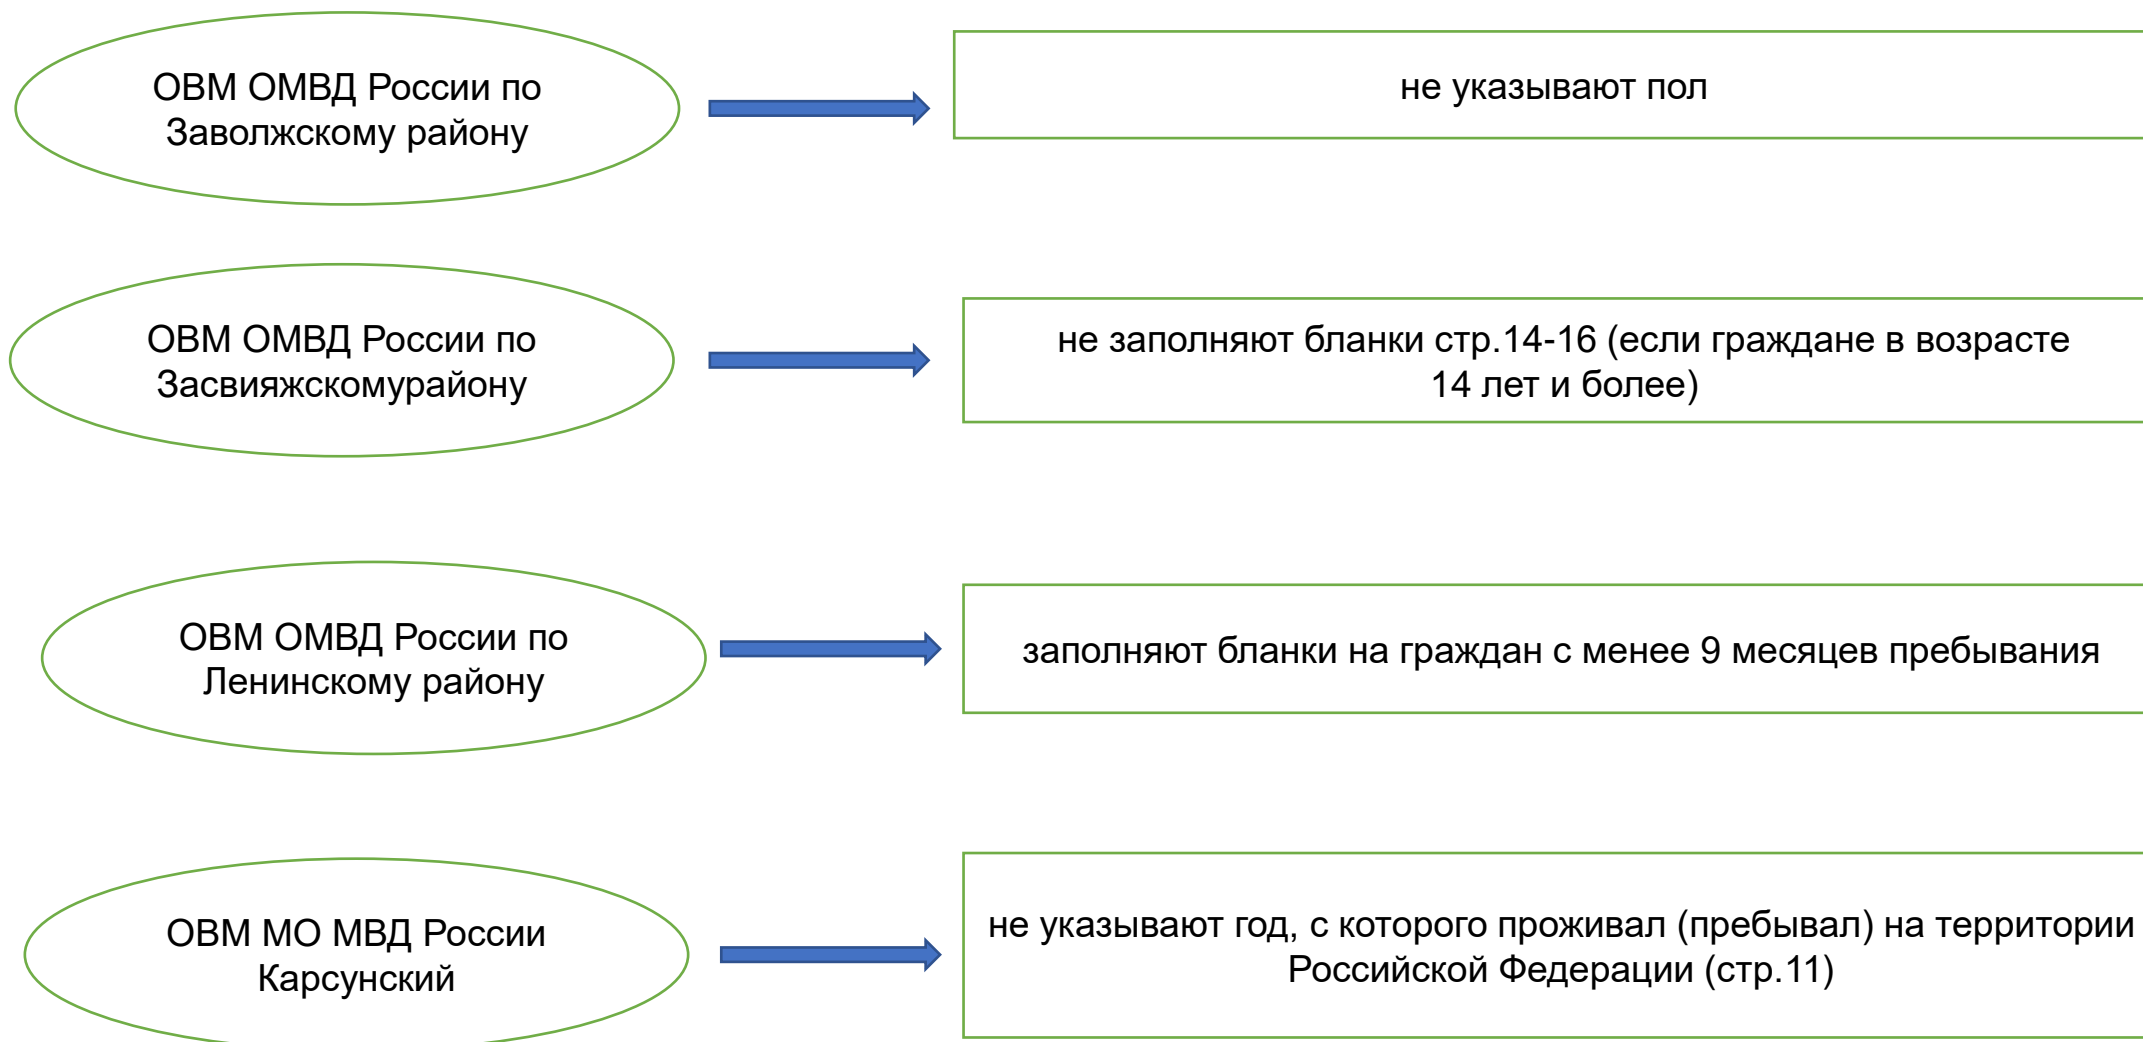 ОВМ ОМВД России по
Заволжскому району
не указывают пол
ОВМ ОМВД России по
Засвияжскомурайону
не заполняют бланки стр.14-16 (если граждане в возрасте
14 лет и более)
ОВМ ОМВД России по
Ленинскому району
заполняют бланки на граждан с менее 9 месяцев пребывания
ОВМ МО МВД России
Карсунский
не указывают год, с которого проживал (пребывал) на территории
Российской Федерации (стр.11)